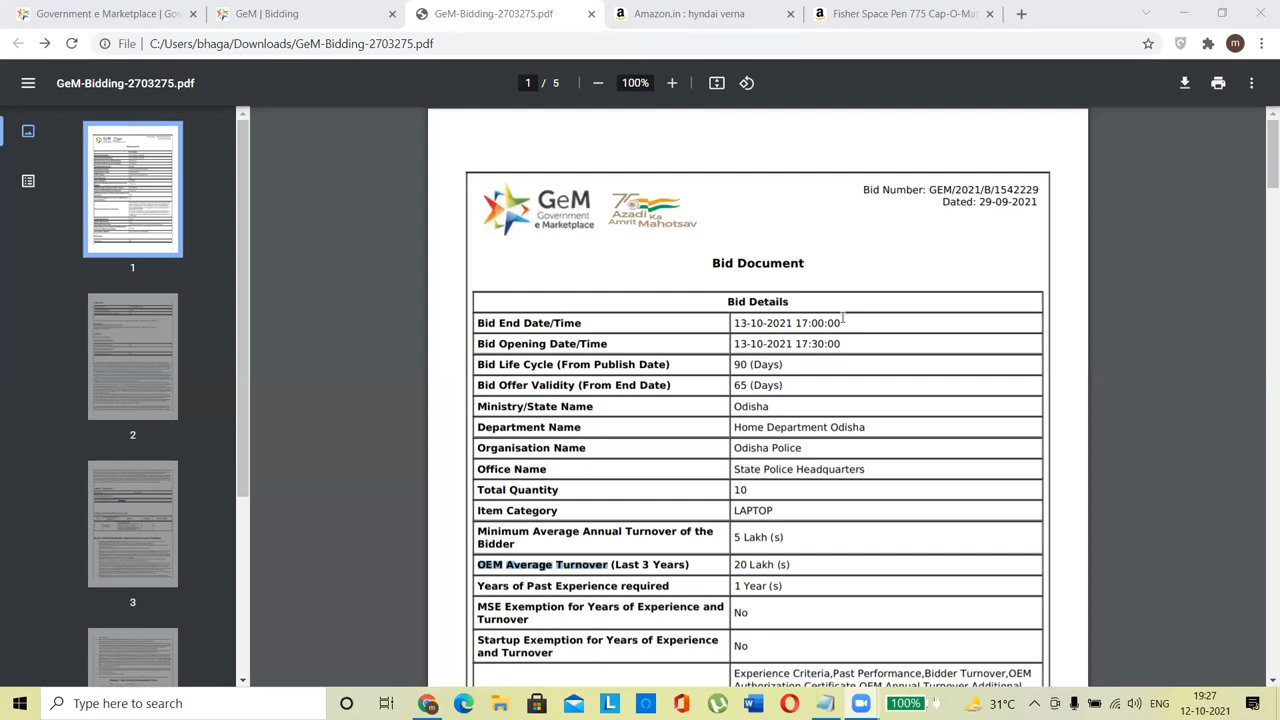 Government e Marketplace | Gov
GeM | Bidding
GeM-Bidding-2703275.pdf
Amazon.in : hyndai verna
Fisher Space Pen 775 Cap-O-Mat
File
C:/Users/bhaga/Downloads/GeM-Bidding-2703275.pdf
m
GeM-Bidding-2703275.pdf
1 / 5
100%
1
2
3
GeM
Government
e Marketplace
75
Azadi Ka
Amrit Mahotsav
Bid Number: GEM/2021/B/1542229
Dated: 29-09-2021
Bid Document
Bid Details
Bid End Date/Time 13-10-2021 17:00:00
Bid Opening Date/Time 13-10-2021 17:30:00
Bid Life Cycle (From Publish Date) 90 (Days)
Bid Offer Validity (From End Date) 65 (Days)
Ministry/State Name Odisha
Department Name Home Department Odisha
Organisation Name Odisha Police
Office Name State Police Headquarters
Total Quantity 10
Item Category LAPTOP
Minimum Average Annual Turnover of the
Bidder 5 Lakh (s)
OEM Average Turnover (Last 3 Years) 20 Lakh (s)
Years of Past Experience required 1 Year (s)
MSE Exemption for Years of Experience and
Turnover No
Startup Exemption for Years of Experience
and Turnover No
Experience Criteria,Past Performance,Bidder Turnover,OEM
Authorization Certificate,OEM Annual Turnover,Additional
Type here to search
100%
31°C
ENG
19:27
12-10-2021